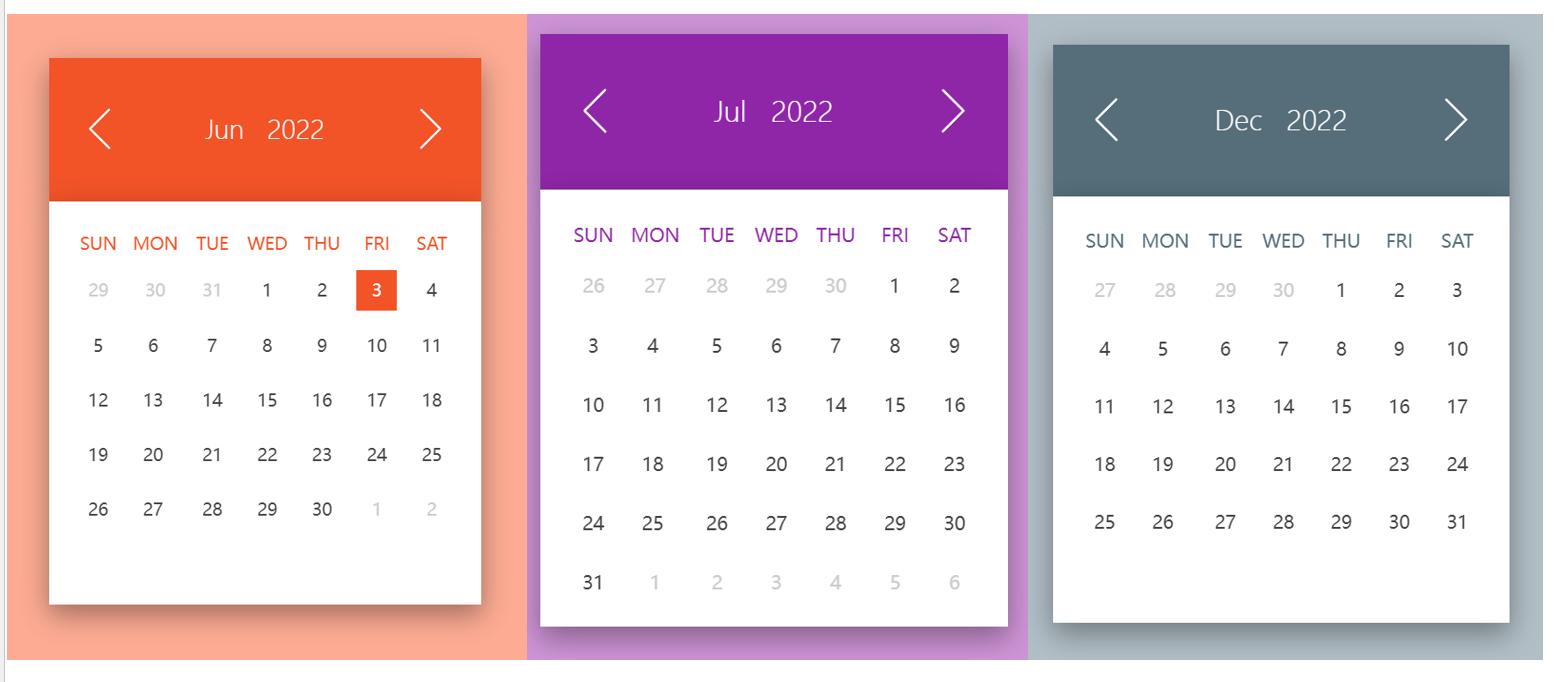 Jun 2022
SUN MON TUE WED THU FRI SAT
29 30 31 1 2 3 4
5 6 7 8 9 10 11
12 13 14 15 16 17 18
19 20 21 22 23 24 25
26 27 28 29 30 1 2
Jul 2022
SUN MON TUE WED THU FRI SAT
26 27 28 29 30 1 2
3 4 5 6 7 8 9
10 11 12 13 14 15 16
17 18 19 20 21 22 23
24 25 26 27 28 29 30
31 1 2 3 4 5 6
Dec 2022
SUN MON TUE WED THU FRI SAT
27 28 29 30 1 2 3
4 5 6 7 8 9 10
11 12 13 14 15 16 17
18 19 20 21 22 23 24
25 26 27 28 29 30 31